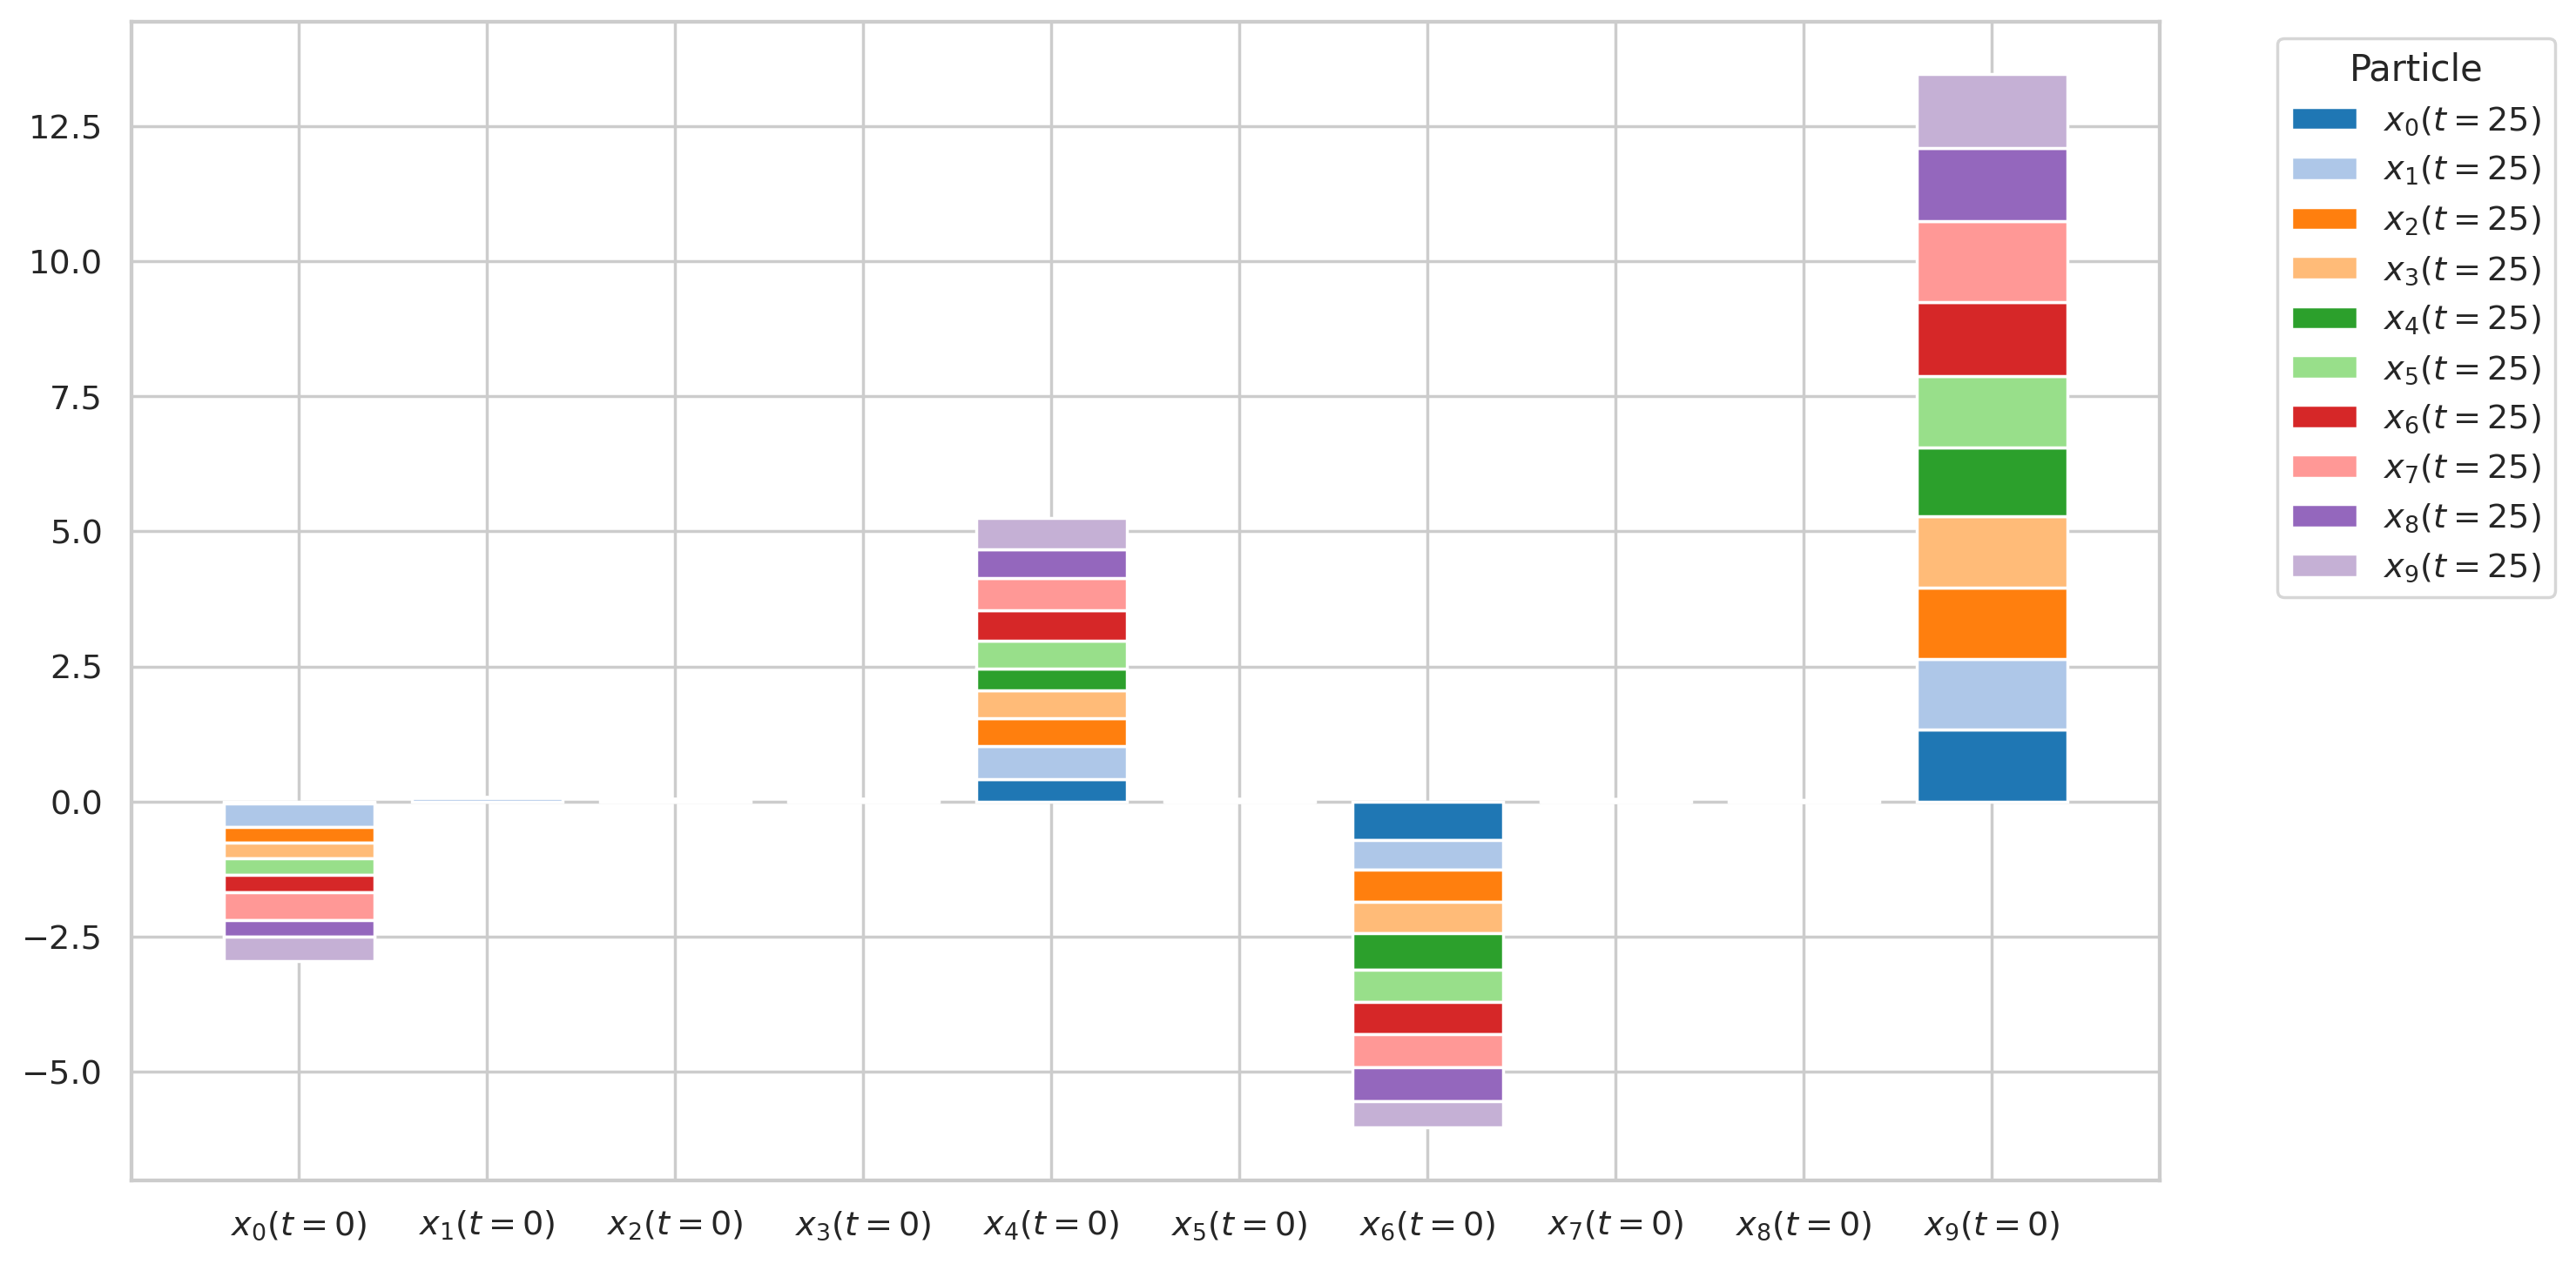 12.5
10.0
7.5
5.0
2.5
0.0
−2.5
−5.0
x₀(t = 0) x₁(t = 0) x₂(t = 0) x₃(t = 0) x₄(t = 0) x₅(t = 0) x₆(t = 0) x₇(t = 0) x₈(t = 0) x₉(t = 0)
Particle
x₀(t = 25)
x₁(t = 25)
x₂(t = 25)
x₃(t = 25)
x₄(t = 25)
x₅(t = 25)
x₆(t = 25)
x₇(t = 25)
x₈(t = 25)
x₉(t = 25)